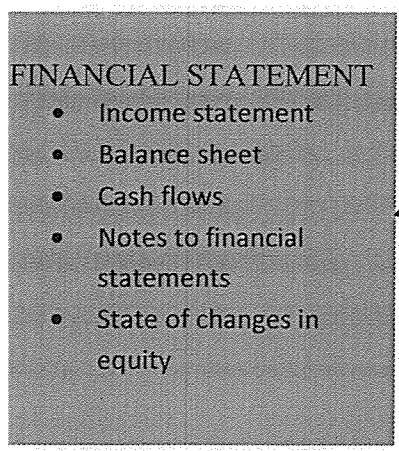 FINANCIAL STATEMENT
• Income statement
• Balance sheet
• Cash flows
• Notes to financial
statements
• State of changes in
equity